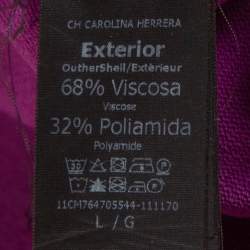 CH CAROLINA HERRERA
Exterior
OutherShell/Extérieur
68% Viscosa
Viscose
32% Poliamida
Polyamide
11CM764705544-111170
L / G